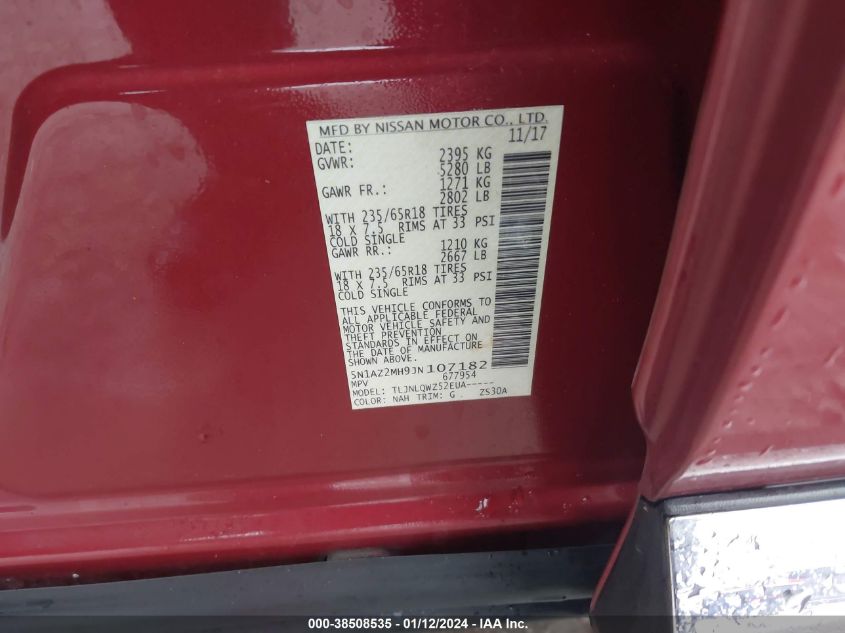 MFD BY NISSAN MOTOR CO., LTD.
DATE: 11/17
GVWR: 2395 KG
5280 LB
GAWR FR.: 1271 KG
2802 LB
WITH 235/65R18 TIRES
18 X 7.5 RIMS AT 33 PSI
COLD SINGLE
GAWR RR.: 1210 KG
2667 LB
WITH 235/65R18 TIRES
18 X 7.5 RIMS AT 33 PSI
COLD SINGLE
THIS VEHICLE CONFORMS TO
ALL APPLICABLE FEDERAL
MOTOR VEHICLE SAFETY AND
THEFT PREVENTION
STANDARDS IN EFFECT ON
DATE OF MANUFACTURE
SHOWN ABOVE.
5N1AZ2MH9JN107182
MPV 677954
MODEL: TLJNLQWZ52EUA-----
COLOR: NAH TRIM: G ZS30A
000-38508535 - 01/12/2024 - IAA Inc.